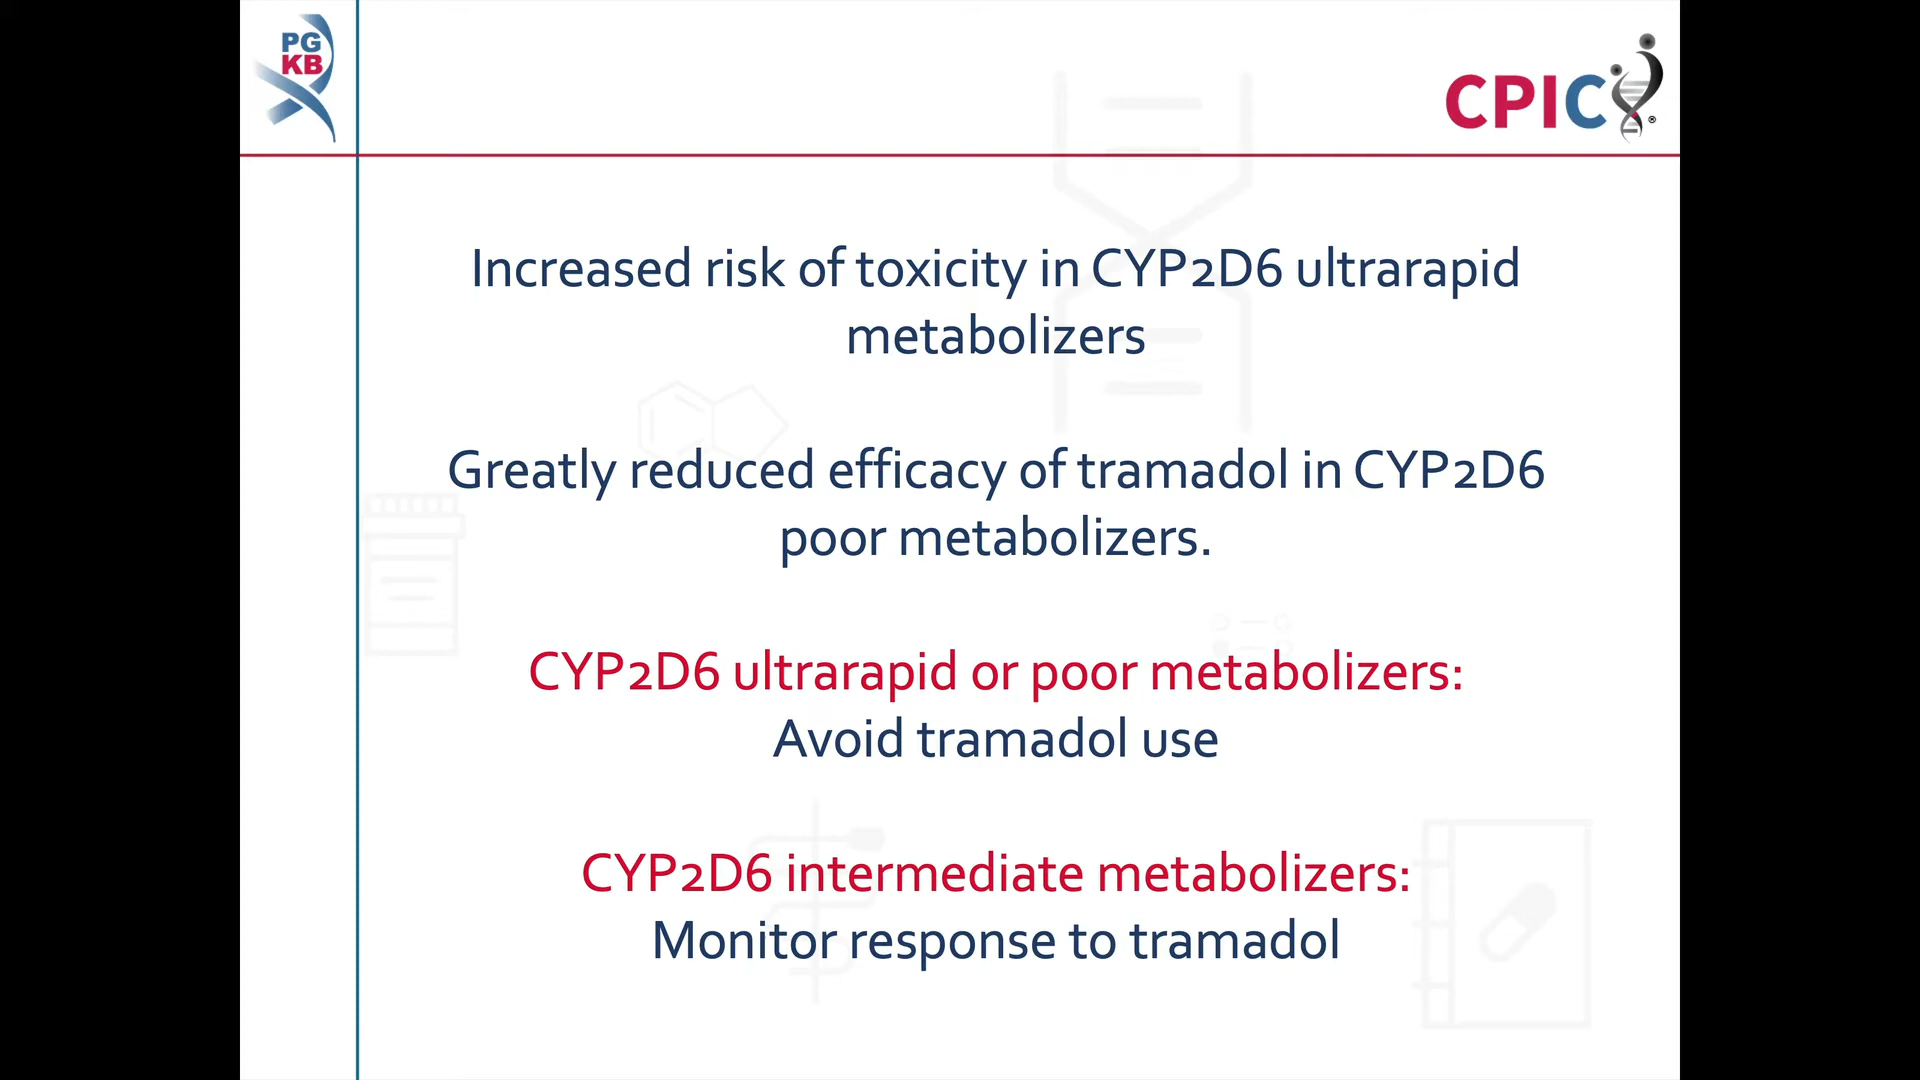 PG
KB
CPIC®
Increased risk of toxicity in CYP2D6 ultrarapid
metabolizers
Greatly reduced efficacy of tramadol in CYP2D6
poor metabolizers.
CYP2D6 ultrarapid or poor metabolizers:
Avoid tramadol use
CYP2D6 intermediate metabolizers:
Monitor response to tramadol